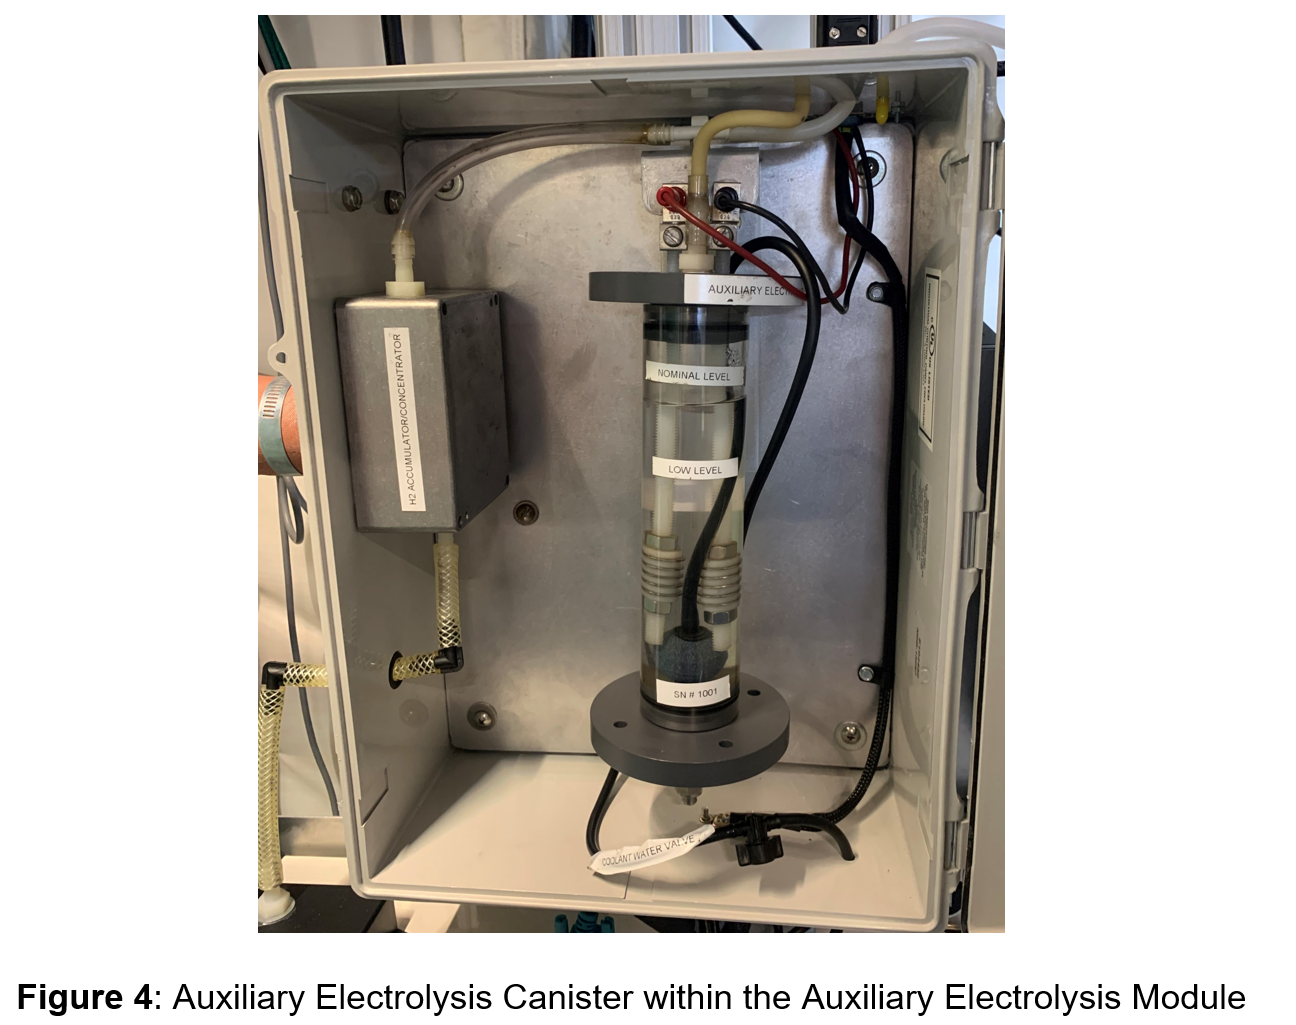 AUXILIARY ELEC
NOMINAL LEVEL
H2 ACCUMULATOR/CONCENTRATOR
LOW LEVEL
SN # 1001
COOLANT WATER VALVE
Figure 4: Auxiliary Electrolysis Canister within the Auxiliary Electrolysis Module